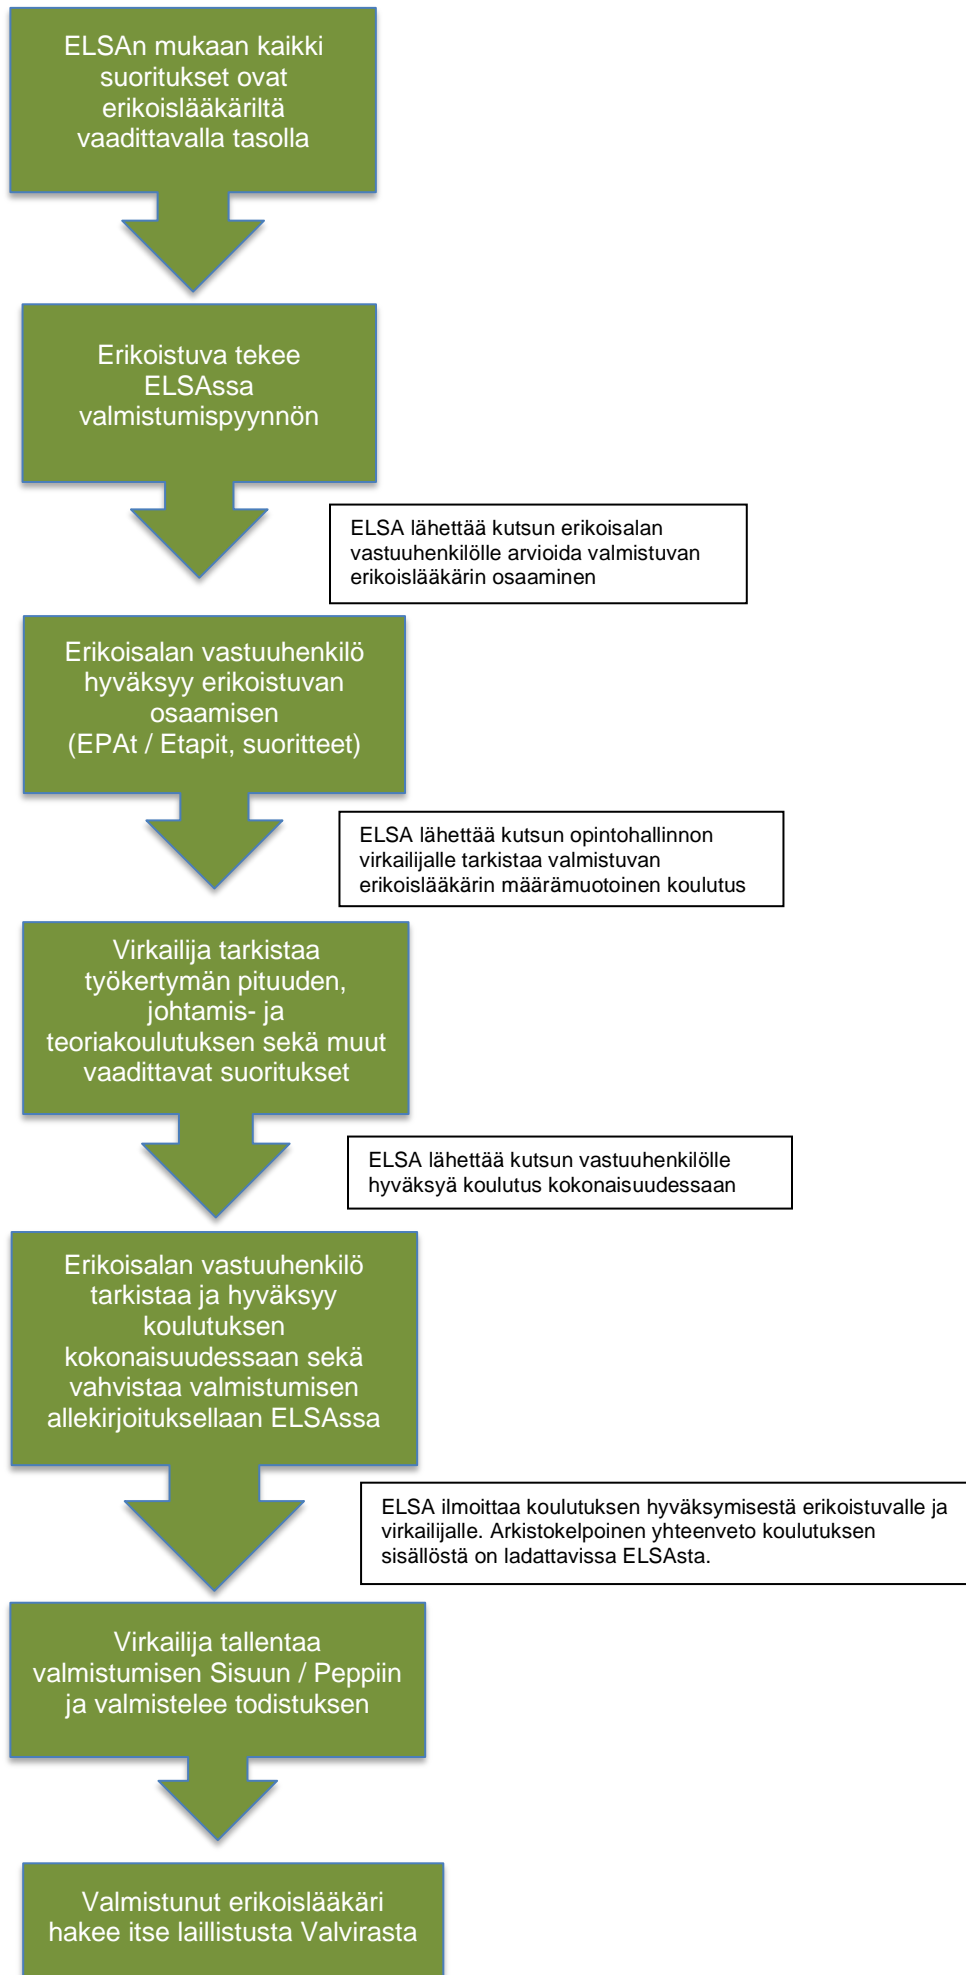 ELSAn mukaan kaikki
suoritukset ovat
erikoislääkäriltä
vaadittavalla tasolla
Erikoistuva tekee
ELSAssa
valmistumispyynnön
ELSA lähettää kutsun erikoisalan
vastuuhenkilölle arvioida valmistuvan
erikoislääkärin osaaminen
Erikoisalan vastuuhenkilö
hyväksyy erikoistuvan
osaamisen
(EPAt / Etapit, suoritteet)
ELSA lähettää kutsun opintohallinnon
virkailijalle tarkistaa valmistuvan
erikoislääkärin määrämuotoinen koulutus
Virkailija tarkistaa
työkertymän pituuden,
johtamis- ja
teoriakoulutuksen sekä muut
vaadittavat suoritukset
ELSA lähettää kutsun vastuuhenkilölle
hyväksyä koulutus kokonaisuudessaan
Erikoisalan vastuuhenkilö
tarkistaa ja hyväksyy
koulutuksen
kokonaisuudessaan sekä
vahvistaa valmistumisen
allekirjoituksellaan ELSAssa
ELSA ilmoittaa koulutuksen hyväksymisestä erikoistuvalle ja
virkailijalle. Arkistokelpoinen yhteenveto koulutuksen
sisällöstä on ladattavissa ELSAsta.
Virkailija tallentaa
valmistumisen Sisuun / Peppiin
ja valmistelee todistuksen
Valmistunut erikoislääkäri
hakee itse laillistusta Valvirasta